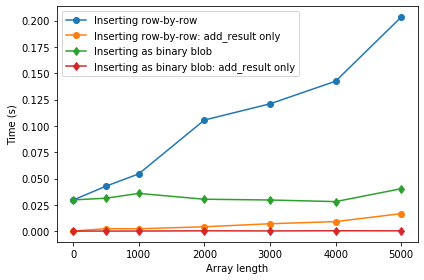 Inserting row-by-row
Inserting row-by-row: add_result only
Inserting as binary blob
Inserting as binary blob: add_result only
0.200
0.175
0.150
0.125
0.100
0.075
0.050
0.025
0.000
Time (s)
0 1000 2000 3000 4000 5000
Array length